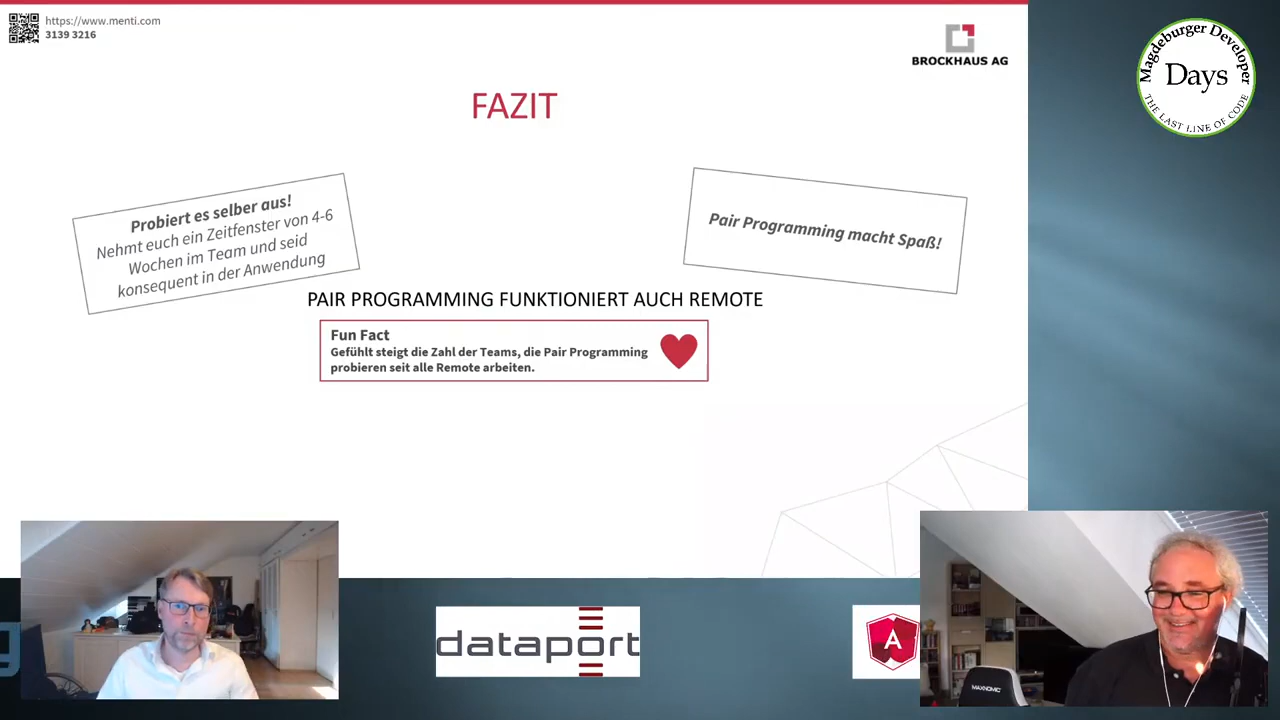 https://www.menti.com
3139 3216
BROCKHAUS AG
Magdeburger Developer
Days
THE LAST LINE OF CODE
FAZIT
Probiert es selber aus!
Nehmt euch ein Zeitfenster von 4-6
Wochen im Team und seid
konsequent in der Anwendung
Pair Programming macht Spaß!
PAIR PROGRAMMING FUNKTIONIERT AUCH REMOTE
Fun Fact
Gefühlt steigt die Zahl der Teams, die Pair Programming
probieren seit alle Remote arbeiten.
g
dataport
A
MAXNOMIC